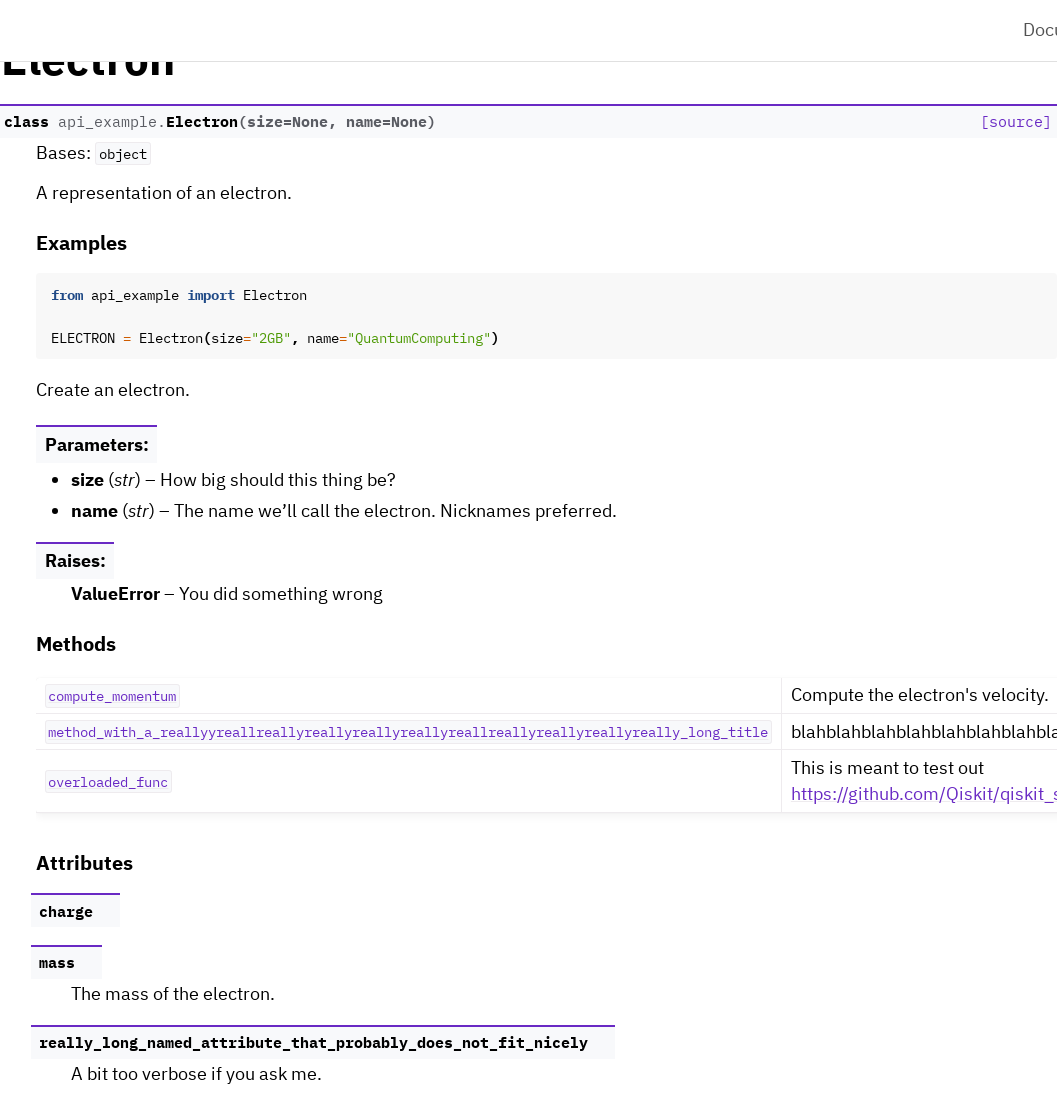 Docu
Electron
class api_example.Electron(size=None, name=None) [source]
Bases: object
A representation of an electron.
Examples
from api_example import Electron
ELECTRON = Electron(size="2GB", name="QuantumComputing")
Create an electron.
Parameters:
• size (str) – How big should this thing be?
• name (str) – The name we’ll call the electron. Nicknames preferred.
Raises:
ValueError – You did something wrong
Methods
compute_momentum Compute the electron's velocity.
method_with_a_reallyyreallreallyreallyreallyreallyreallreallyreallyreallyreally_long_title blahblahblahblahblahblahblahbla
overloaded_func This is meant to test out
https://github.com/Qiskit/qiskit_s
Attributes
charge
mass
The mass of the electron.
really_long_named_attribute_that_probably_does_not_fit_nicely
A bit too verbose if you ask me.